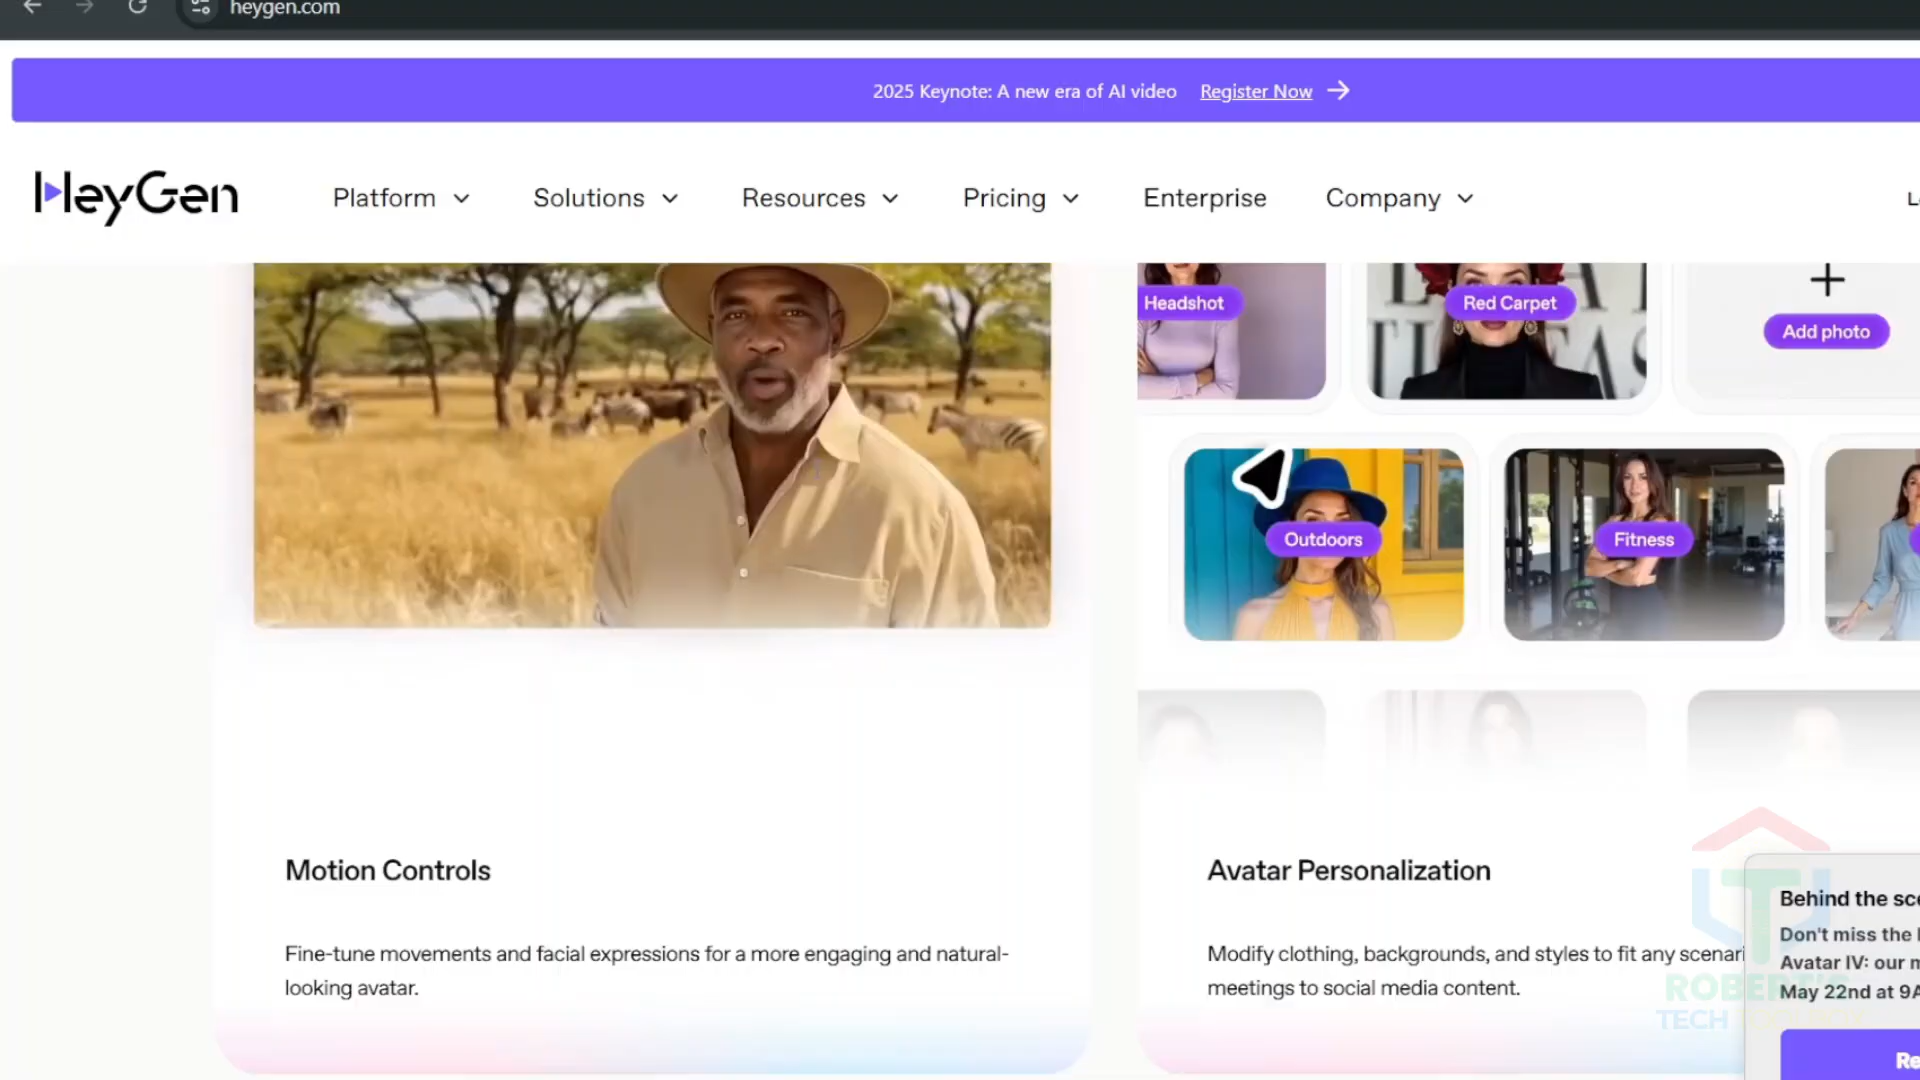 heygen.com
2025 Keynote: A new era of AI video Register Now
HeyGen
Platform
Solutions
Resources
Pricing
Enterprise
Company
Headshot
Red Carpet
Add photo
Outdoors
Fitness
Motion Controls
Fine-tune movements and facial expressions for a more engaging and natural-
looking avatar.
Avatar Personalization
Modify clothing, backgrounds, and styles to fit any scenari
meetings to social media content.
Behind the sc
Don't miss the
Avatar IV: our
May 22nd at 9A
Re
TECH